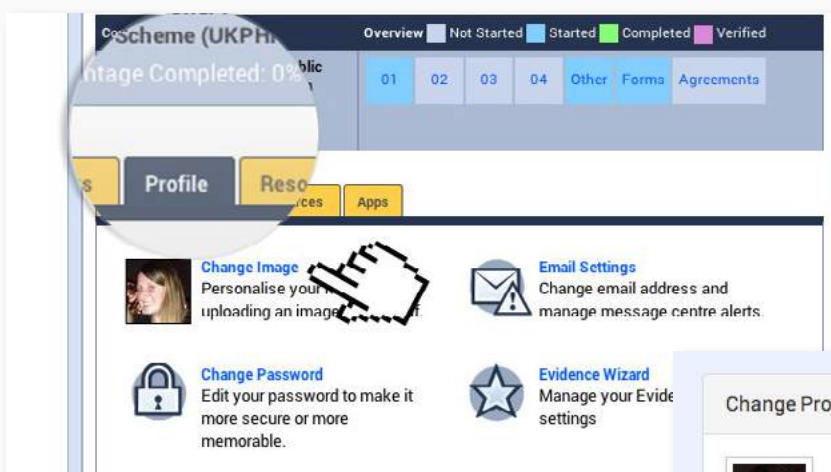 Scheme (UKPH
Overview Not Started Started Completed Verified
ntage Completed: 0%
blic
01 02 03 04 Other Forms Agreements
s Profile Reso
rces Apps
Change Image
Personalise your
uploading an image
Email Settings
Change email address and
manage message centre alerts.
Change Password
Edit your password to make it
more secure or more
memorable.
Evidence Wizard
Manage your Evide
settings
Change Pro